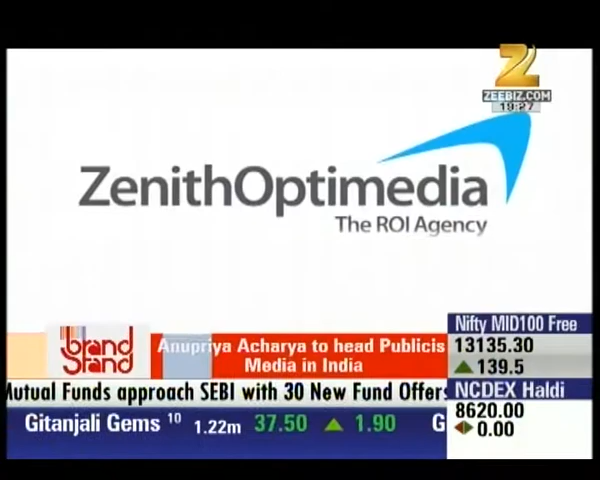 ZEEBIZ.COM
19:27
ZenithOptimedia
The ROI Agency
brand
stand
Anupriya Acharya to head Publicis
Media in India
Nifty MID100 Free
13135.30
139.5
Mutual Funds approach SEBI with 30 New Fund Offers
NCDEX Haldi
8620.00
0.00
Gitanjali Gems 10 1.22m 37.50 1.90 G